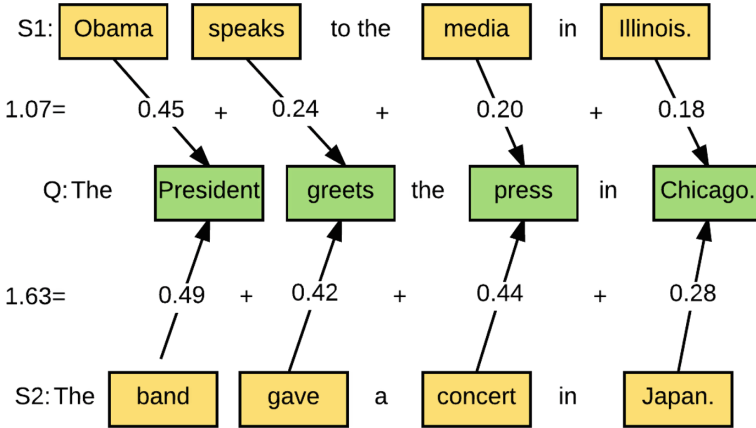 S1: Obama speaks to the media in Illinois.
1.07= 0.45 + 0.24 + 0.20 + 0.18
Q: The President greets the press in Chicago.
1.63= 0.49 + 0.42 + 0.44 + 0.28
S2: The band gave a concert in Japan.